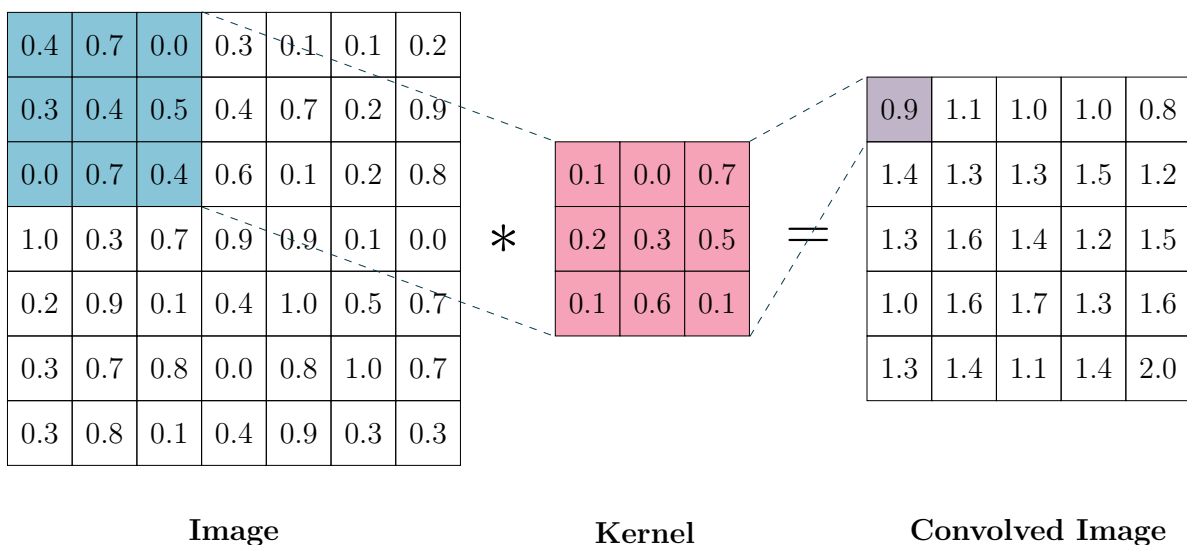 0.4 0.7 0.0 0.3 0.1 0.1 0.2
0.3 0.4 0.5 0.4 0.7 0.2 0.9
0.0 0.7 0.4 0.6 0.1 0.2 0.8
1.0 0.3 0.7 0.9 0.9 0.1 0.0
0.2 0.9 0.1 0.4 1.0 0.5 0.7
0.3 0.7 0.8 0.0 0.8 1.0 0.7
0.3 0.8 0.1 0.4 0.9 0.3 0.3
Image
*
0.1 0.0 0.7
0.2 0.3 0.5
0.1 0.6 0.1
Kernel
=
0.9 1.1 1.0 1.0 0.8
1.4 1.3 1.3 1.5 1.2
1.3 1.6 1.4 1.2 1.5
1.0 1.6 1.7 1.3 1.6
1.3 1.4 1.1 1.4 2.0
Convolved Image